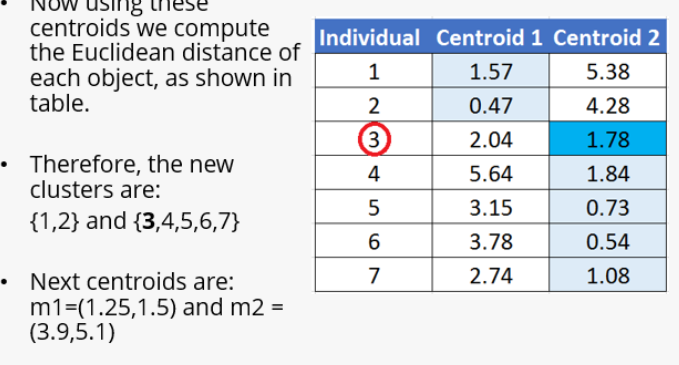 • Now using these
centroids we compute
the Euclidean distance of
each object, as shown in
table.
• Therefore, the new
clusters are:
{1,2} and {3,4,5,6,7}
• Next centroids are:
m1=(1.25,1.5) and m2 =
(3.9,5.1)
Individual Centroid 1 Centroid 2
1 1.57 5.38
2 0.47 4.28
3 2.04 1.78
4 5.64 1.84
5 3.15 0.73
6 3.78 0.54
7 2.74 1.08